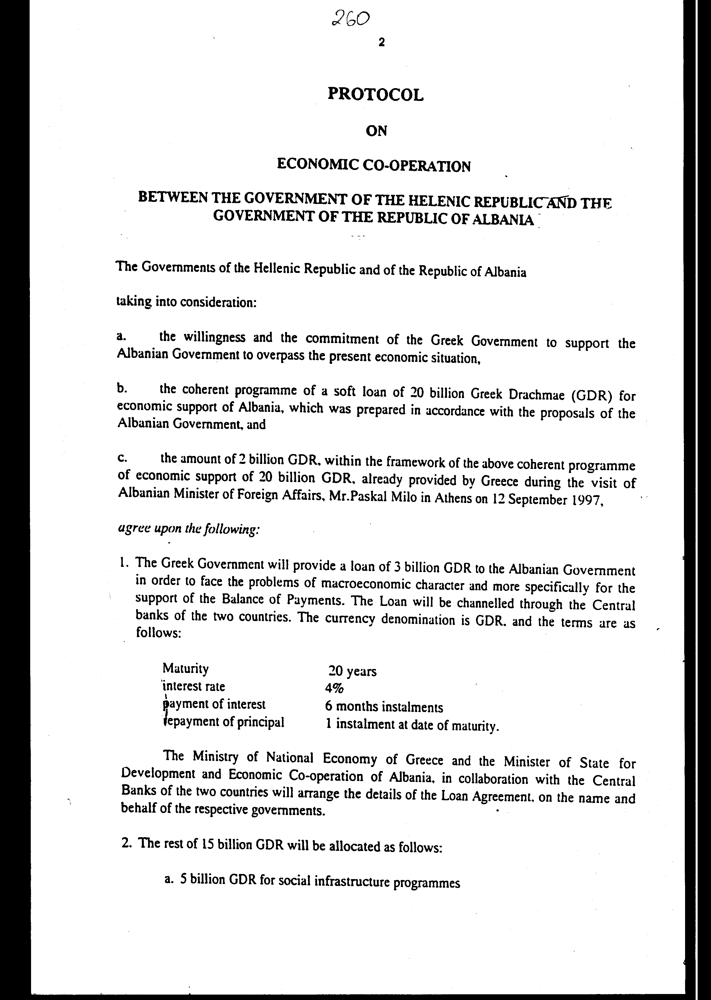 260
2
PROTOCOL
ON
ECONOMIC CO-OPERATION
BETWEEN THE GOVERNMENT OF THE HELENIC REPUBLIC AND THE
GOVERNMENT OF THE REPUBLIC OF ALBANIA
The Governments of the Hellenic Republic and of the Republic of Albania
taking into consideration:
a. the willingness and the commitment of the Greek Government to support the
Albanian Government to overpass the present economic situation,
b. the coherent programme of a soft loan of 20 billion Greek Drachmae (GDR) for
economic support of Albania, which was prepared in accordance with the proposals of the
Albanian Government, and
c. the amount of 2 billion GDR, within the framework of the above coherent programme
of economic support of 20 billion GDR, already provided by Greece during the visit of
Albanian Minister of Foreign Affairs, Mr.Paskal Milo in Athens on 12 September 1997,
agree upon the following:
1. The Greek Government will provide a loan of 3 billion GDR to the Albanian Government
in order to face the problems of macroeconomic character and more specifically for the
support of the Balance of Payments. The Loan will be channelled through the Central
banks of the two countries. The currency denomination is GDR, and the terms are as
follows:
Maturity 20 years
interest rate 4%
payment of interest 6 months instalments
repayment of principal 1 instalment at date of maturity.
The Ministry of National Economy of Greece and the Minister of State for
Development and Economic Co-operation of Albania, in collaboration with the Central
Banks of the two countries will arrange the details of the Loan Agreement, on the name and
behalf of the respective governments.
2. The rest of 15 billion GDR will be allocated as follows:
a. 5 billion GDR for social infrastructure programmes